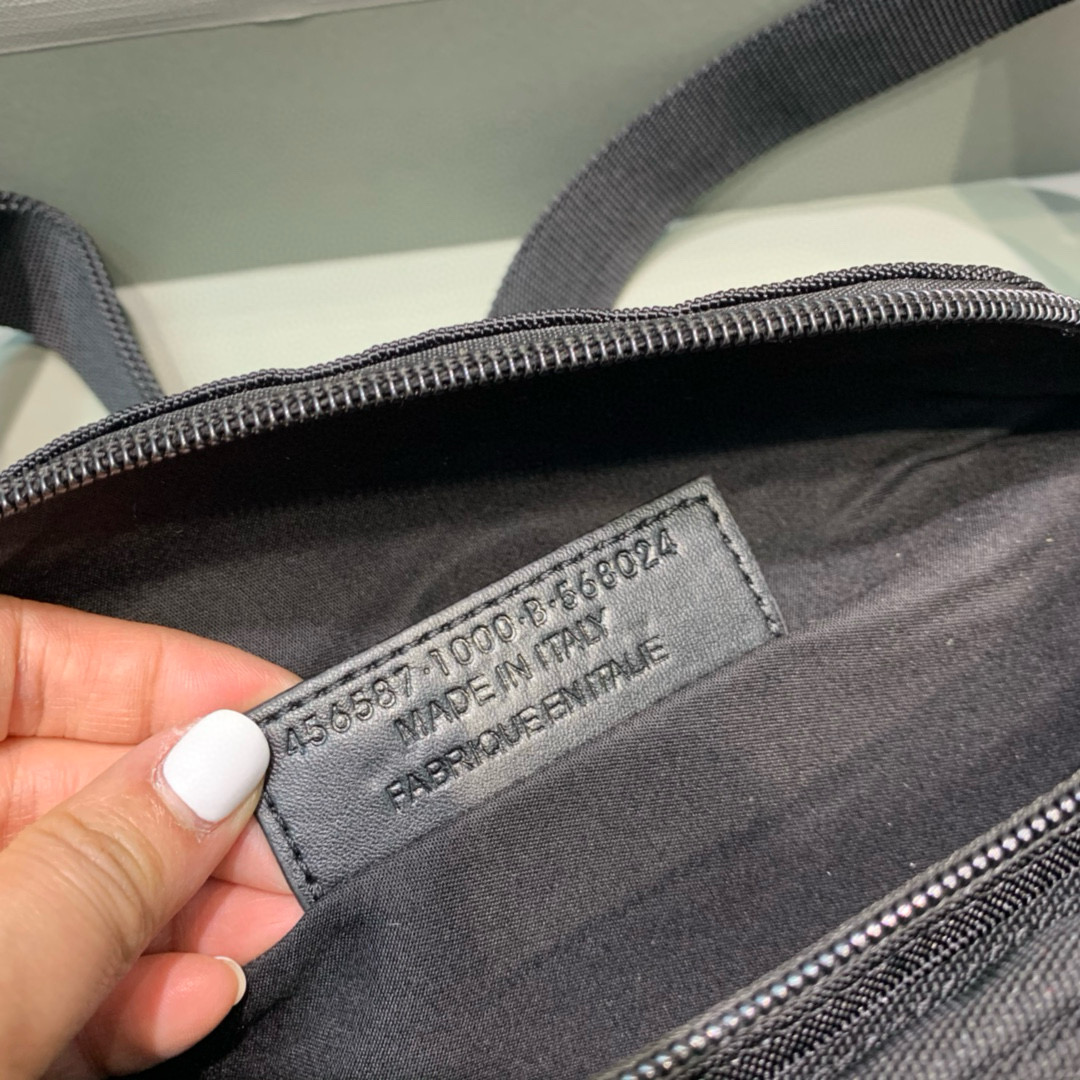 456587·1000·B·568024
MADE IN ITALY
FABRIQUE EN ITALIE